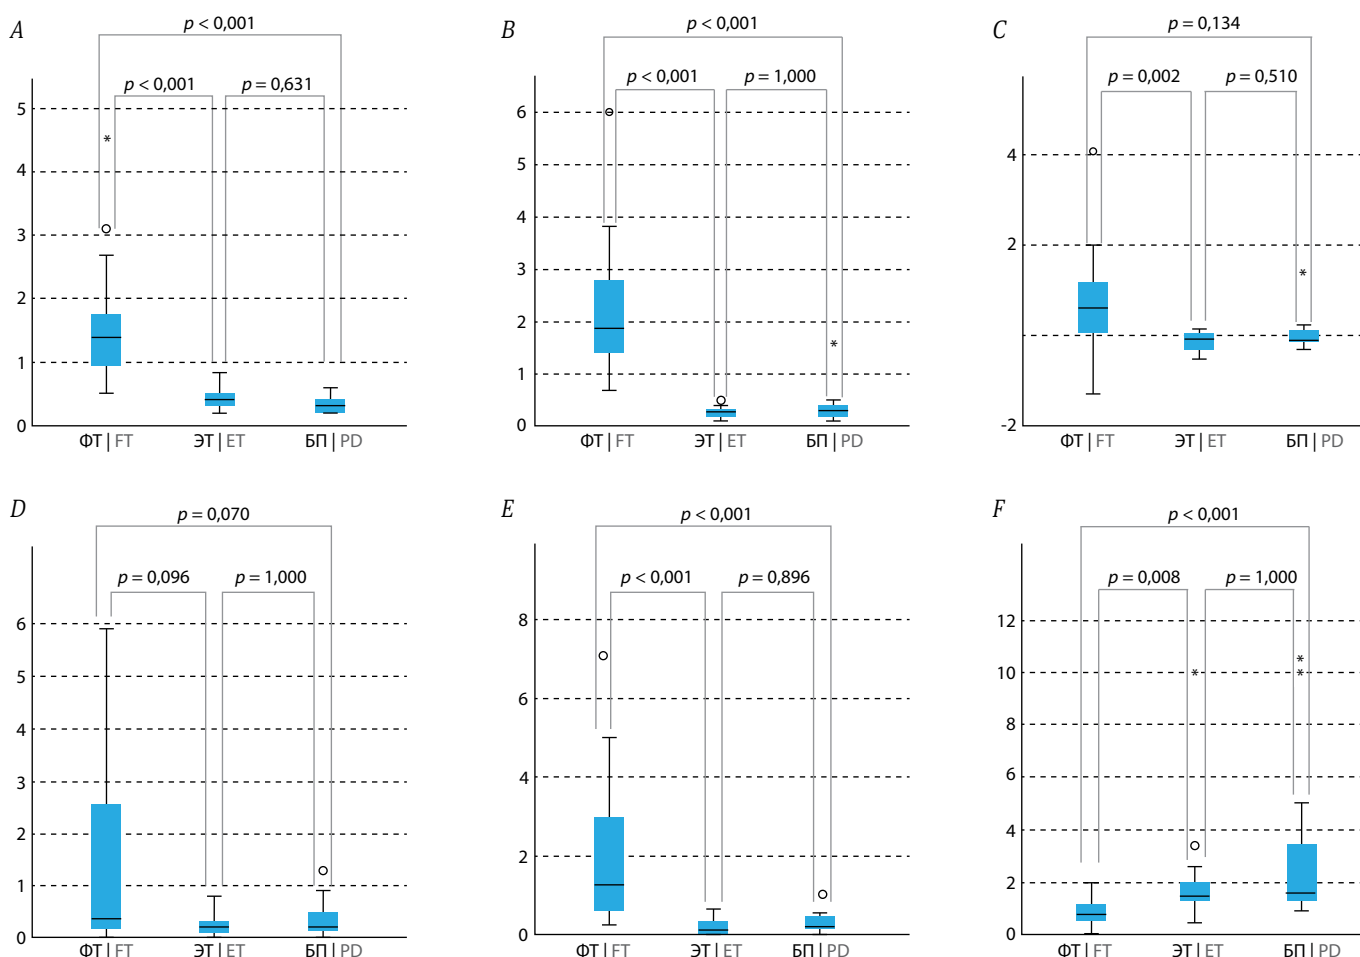 A
p < 0,001
p < 0,001
p = 0,631
5
4
3
2
1
0
ФТ | FT
ЭТ | ET
БП | PD
B
p < 0,001
p < 0,001
p = 1,000
6
5
4
3
2
1
0
ФТ | FT
ЭТ | ET
БП | PD
C
p = 0,134
p = 0,002
p = 0,510
4
2
-2
ФТ | FT
ЭТ | ET
БП | PD
D
p = 0,070
p = 0,096
p = 1,000
6
5
4
3
2
1
0
ФТ | FT
ЭТ | ET
БП | PD
E
p < 0,001
p < 0,001
p = 0,896
8
6
4
2
0
ФТ | FT
ЭТ | ET
БП | PD
F
p < 0,001
p = 0,008
p = 1,000
12
10
8
6
4
2
0
ФТ | FT
ЭТ | ET
БП | PD